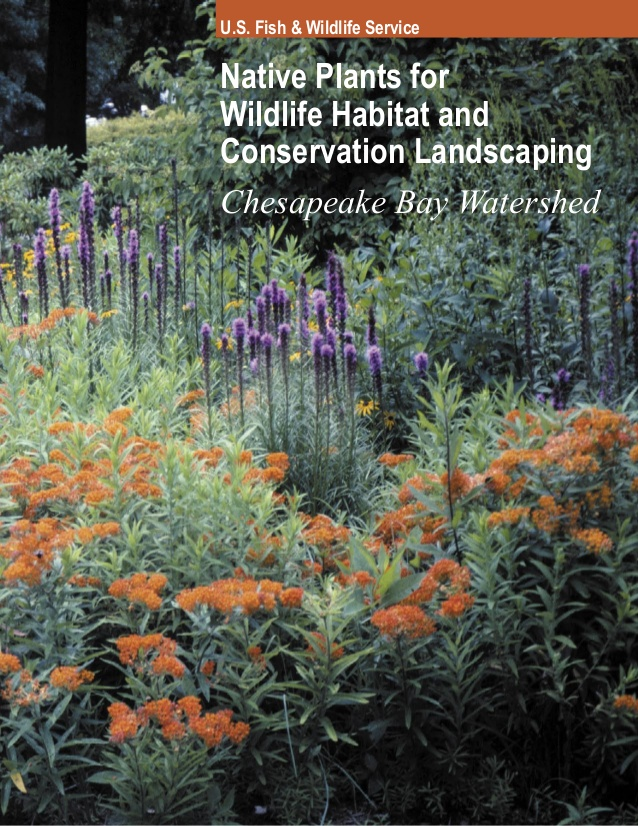 U.S. Fish & Wildlife Service
Native Plants for
Wildlife Habitat and
Conservation Landscaping
Chesapeake Bay Watershed